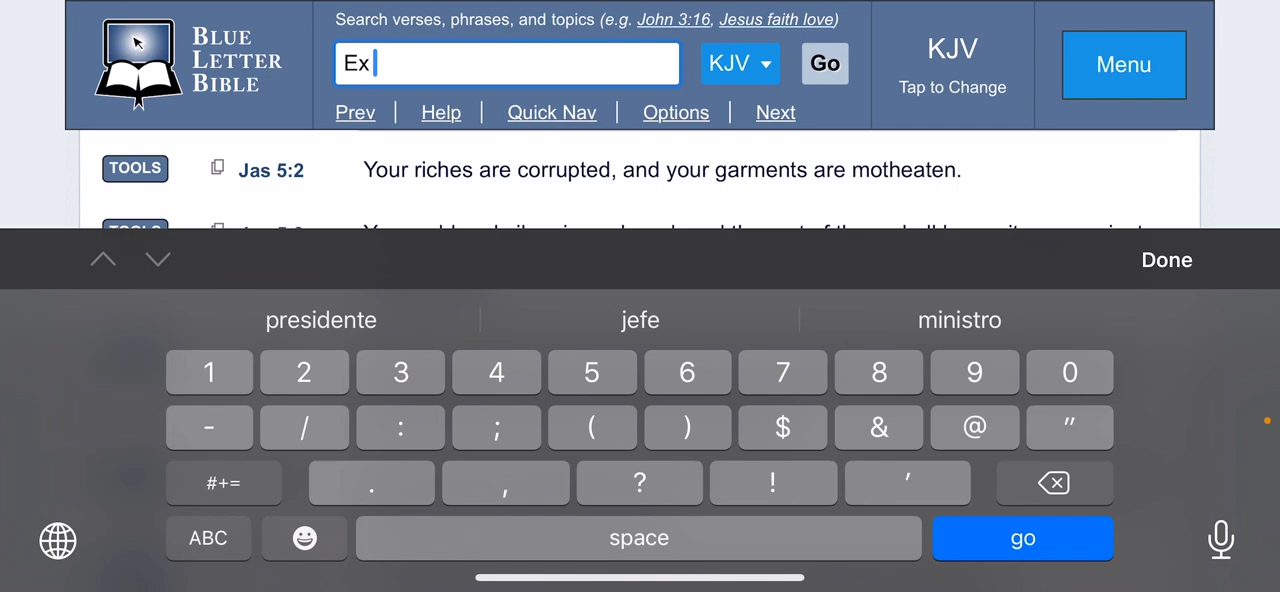 BLUE
LETTER
BIBLE
Search verses, phrases, and topics (e.g. John 3:16, Jesus faith love)
Ex
KJV
Go
Prev | Help | Quick Nav | Options | Next
KJV
Tap to Change
Menu
TOOLS Jas 5:2 Your riches are corrupted, and your garments are motheaten.
TOOLS
Done
presidente jefe ministro
1 2 3 4 5 6 7 8 9 0
- / : ; ( ) $ & @ "
#+= . , ? ! '
ABC space go